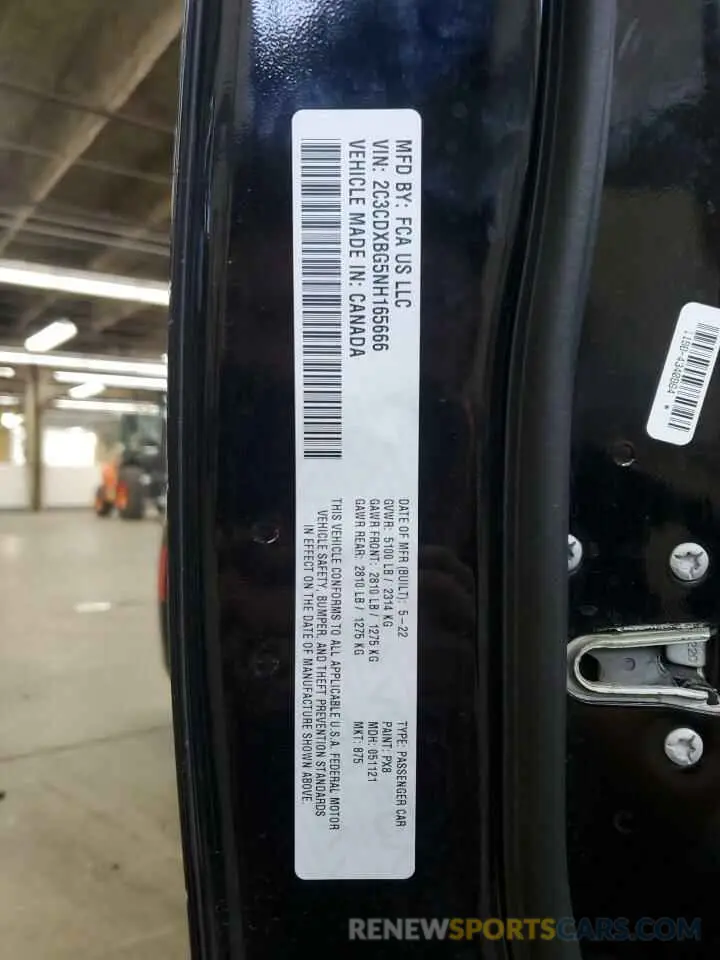 MFD BY: FCA US LLC
VIN: 2C3CDXBG5NH165666
VEHICLE MADE IN: CANADA
DATE OF MFR (BUILT): 5-22
GVWR: 5100 LB / 2314 KG
GAWR FRONT: 2810 LB / 1275 KG
GAWR REAR: 2810 LB / 1275 KG
TYPE: PASSENGER CAR
PAINT: PX8
MDH: 051121
MKT: 875
THIS VEHICLE CONFORMS TO ALL APPLICABLE U.S.A. FEDERAL MOTOR
VEHICLE SAFETY, BUMPER, AND THEFT PREVENTION STANDARDS
IN EFFECT ON THE DATE OF MANUFACTURE SHOWN ABOVE.
RENEWSPORTSCARS.COM